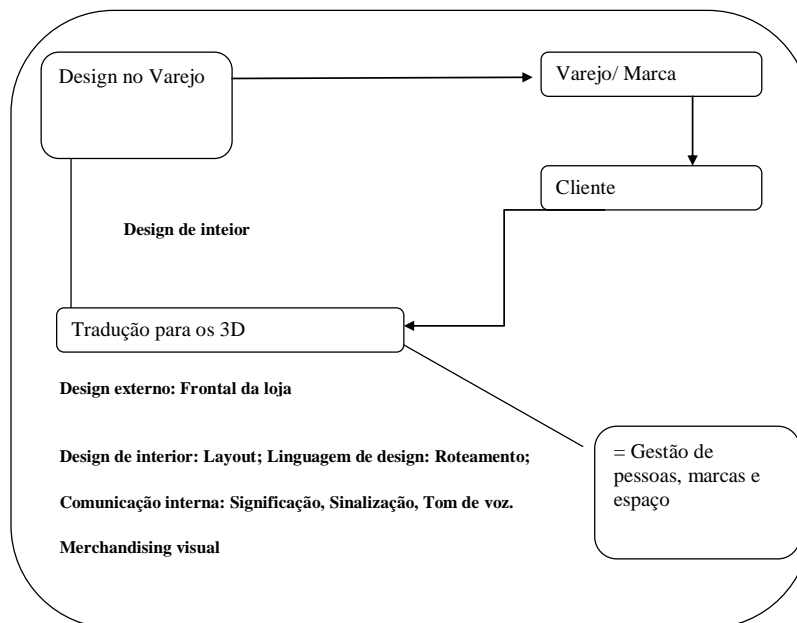 Design no Varejo
Varejo/ Marca
Cliente
Design de inteior
Tradução para os 3D
Design externo: Frontal da loja
Design de interior: Layout; Linguagem de design: Roteamento;
Comunicação interna: Significação, Sinalização, Tom de voz.
Merchandising visual
= Gestão de
pessoas, marcas e
espaço